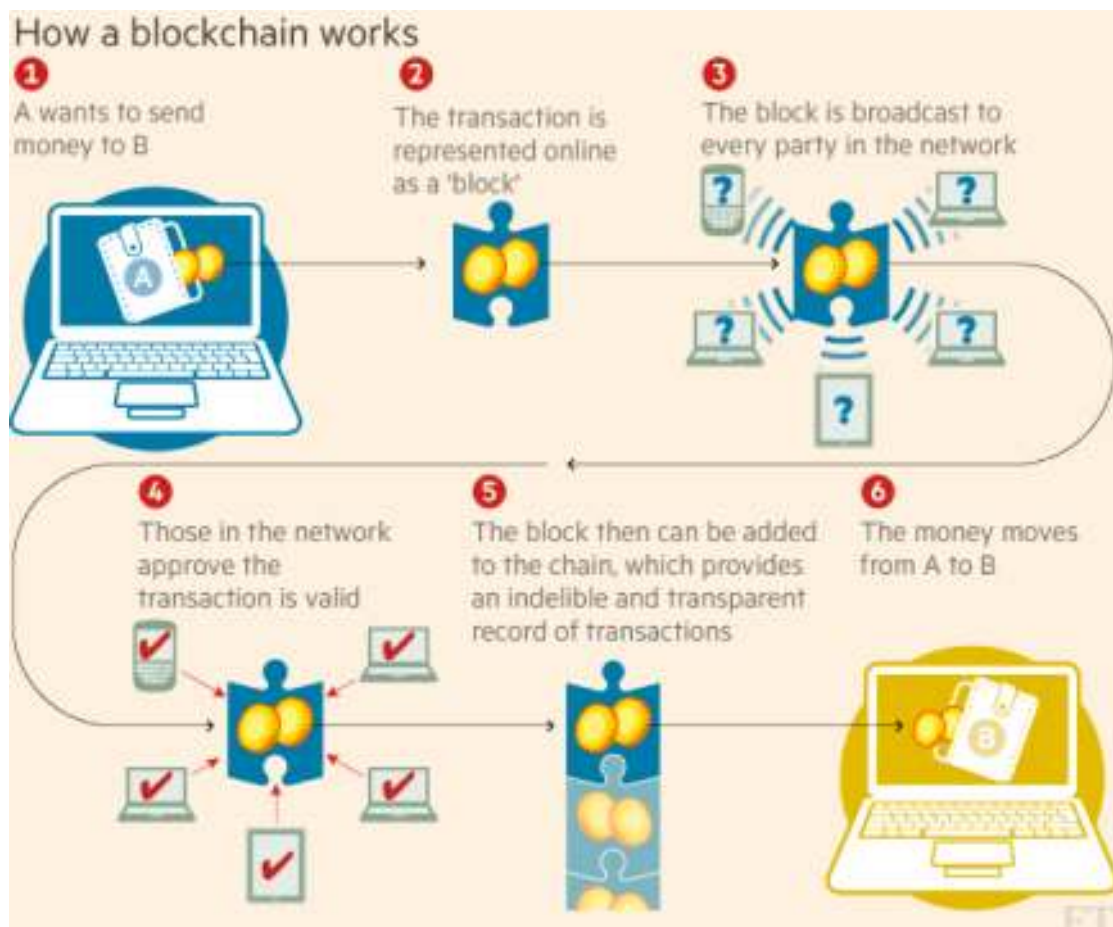 How a blockchain works
1
A wants to send
money to B
2
The transaction is
represented online
as a 'block'
3
The block is broadcast to
every party in the network
?
?
?
?
?
A
4
Those in the network
approve the
transaction is valid
5
The block then can be added
to the chain, which provides
an indelible and transparent
record of transactions
6
The money moves
from A to B
B